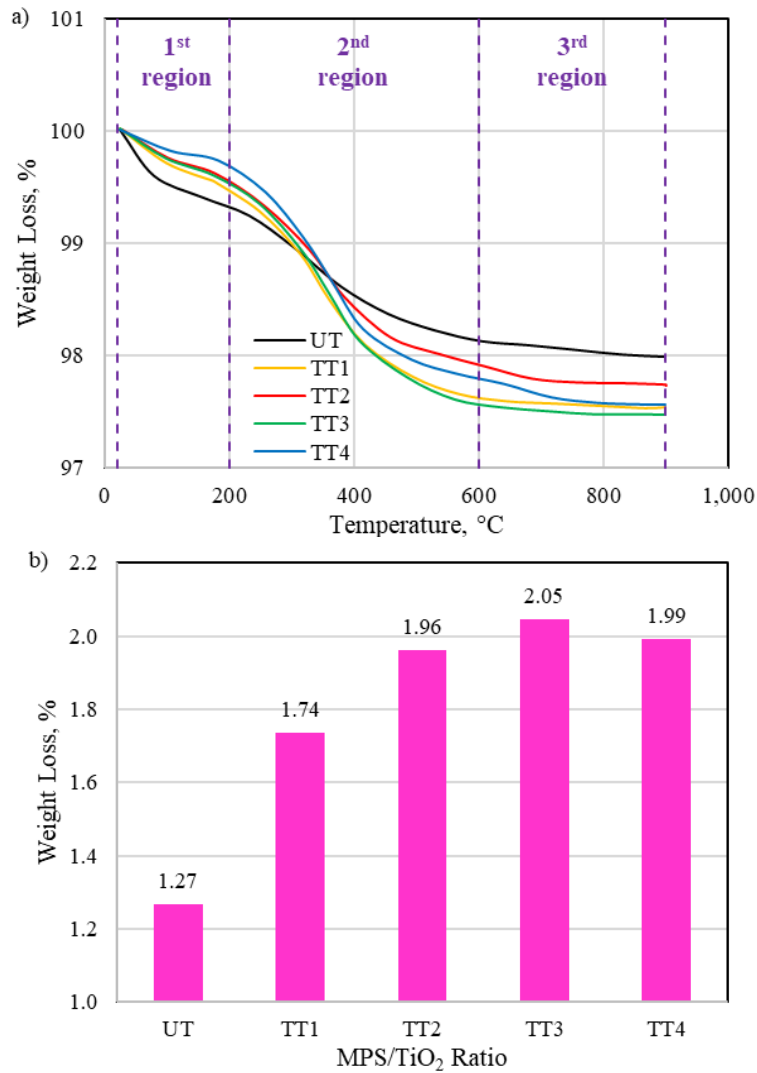 a)
101
100
99
98
97
Weight Loss, %
1st
region
2nd
region
3rd
region
UT
TT1
TT2
TT3
TT4
0
200
400
600
800
1,000
Temperature, °C
b)
2.2
2.0
1.8
1.6
1.4
1.2
1.0
Weight Loss, %
1.27
1.74
1.96
2.05
1.99
UT
TT1
TT2
TT3
TT4
MPS/TiO2 Ratio